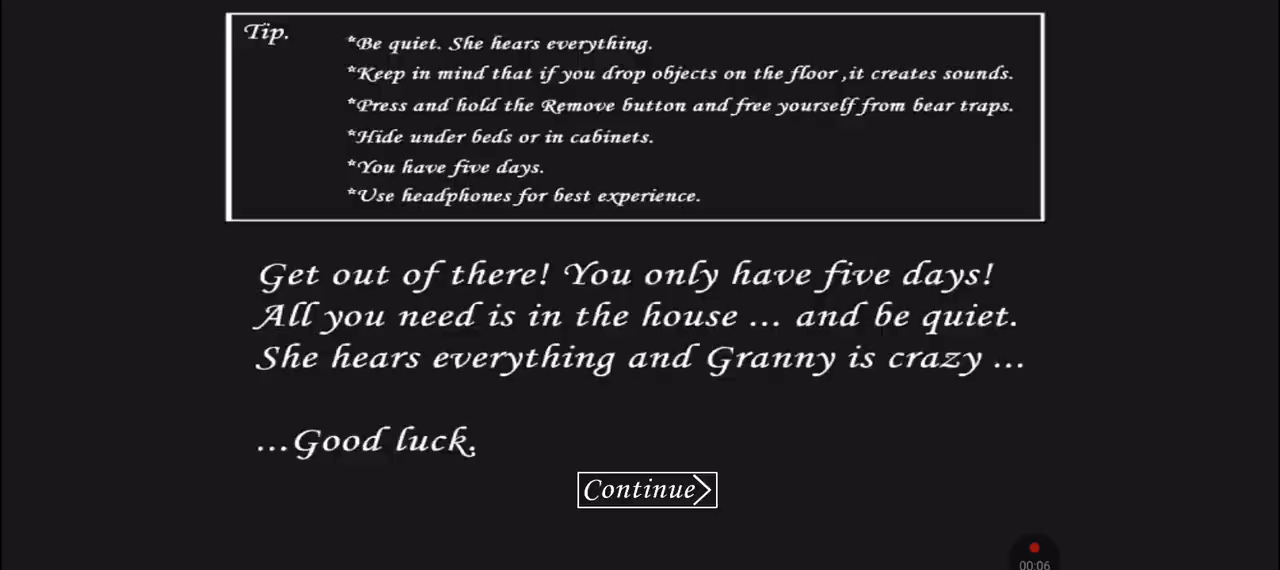 Tip.
*Be quiet. She hears everything.
*Keep in mind that if you drop objects on the floor ,it creates sounds.
*Press and hold the Remove button and free yourself from bear traps.
*Hide under beds or in cabinets.
*You have five days.
*Use headphones for best experience.
Get out of there! You only have five days!
All you need is in the house ... and be quiet.
She hears everything and Granny is crazy ...
...Good luck.
Continue>
00:06